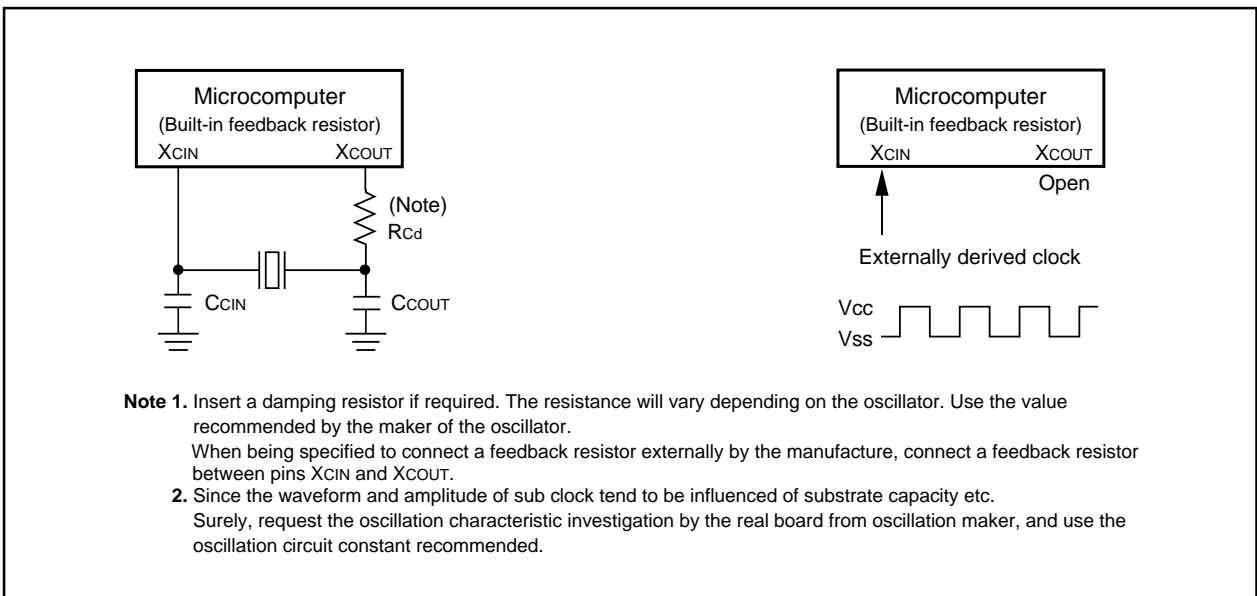 Microcomputer
(Built-in feedback resistor)
XCIN XCOUT
(Note)
RCd
CCIN
CCOUT
Microcomputer
(Built-in feedback resistor)
XCIN XCOUT
Open
Externally derived clock
Vcc
Vss
Note 1. Insert a damping resistor if required. The resistance will vary depending on the oscillator. Use the value
recommended by the maker of the oscillator.
When being specified to connect a feedback resistor externally by the manufacture, connect a feedback resistor
between pins XCIN and XCOUT.
2. Since the waveform and amplitude of sub clock tend to be influenced of substrate capacity etc.
Surely, request the oscillation characteristic investigation by the real board from oscillation maker, and use the
oscillation circuit constant recommended.